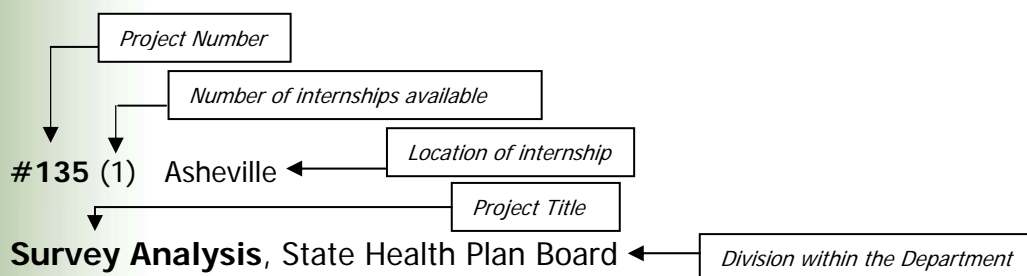 Project Number
Number of internships available
#135 (1) Asheville
Location of internship
Project Title
Survey Analysis, State Health Plan Board
Division within the Department